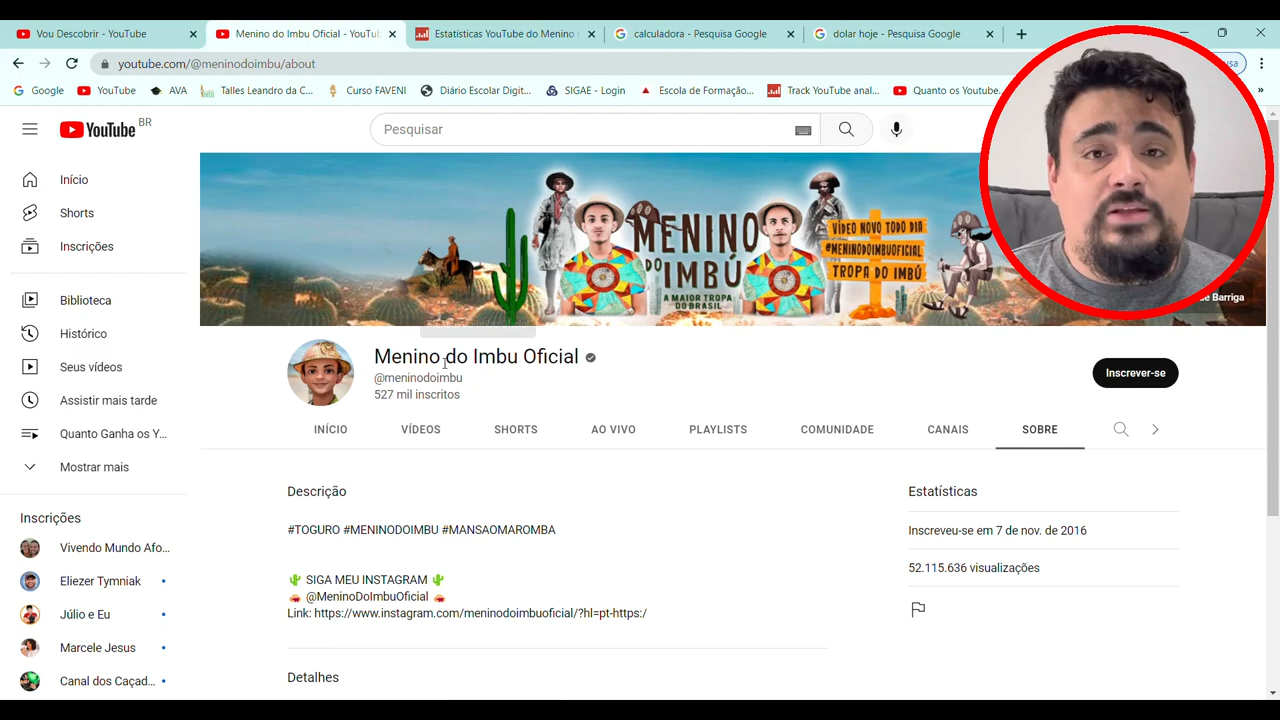 Vou Descobrir - YouTube
Menino do Imbu Oficial - YouTu
Estatísticas YouTube do Menino
calculadora - Pesquisa Google
dolar hoje - Pesquisa Google
youtube.com/@meninodoimbu/about
Google
YouTube
AVA
Talles Leandro da C...
Curso FAVENI
Diário Escolar Digit...
SIGAE - Login
Escola de Formação...
Track YouTube anal...
Quanto os Youtube...
YouTube BR
Pesquisar
Início
Shorts
Inscrições
Biblioteca
Histórico
Seus vídeos
Assistir mais tarde
Quanto Ganha os Y...
Mostrar mais
Inscrições
Vivendo Mundo Afo...
Eliezer Tymniak
Júlio e Eu
Marcele Jesus
Canal dos Caçad...
MENINO
DO IMBÚ
A MAIOR TROPA
DO BRASIL
VÍDEO NOVO TODO DIA
#MENINODOIMBUOFICIAL
TROPA DO IMBÚ
de Barriga
Menino do Imbu Oficial
@meninodoimbu
527 mil inscritos
Inscrever-se
INÍCIO
VÍDEOS
SHORTS
AO VIVO
PLAYLISTS
COMUNIDADE
CANAIS
SOBRE
Descrição
#TOGURO #MENINODOIMBU #MANSAOMAROMBA
SIGA MEU INSTAGRAM
@MeninoDoImbuOficial
Link: https://www.instagram.com/meninodoimbuoficial/?hl=pt-https:/
Detalhes
Estatísticas
Inscreveu-se em 7 de nov. de 2016
52.115.636 visualizações